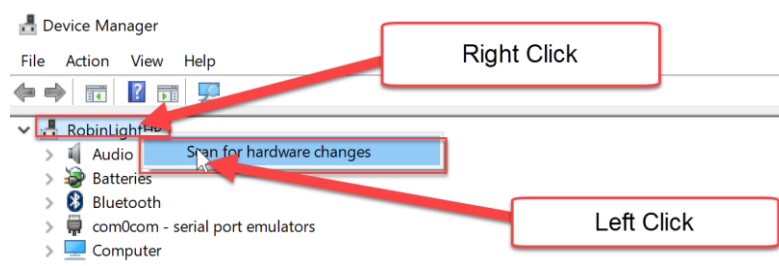 Device Manager
Right Click
File Action View Help
RobinLightHP
Scan for hardware changes
Audio
Batteries
Bluetooth
com0com - serial port emulators
Left Click
Computer